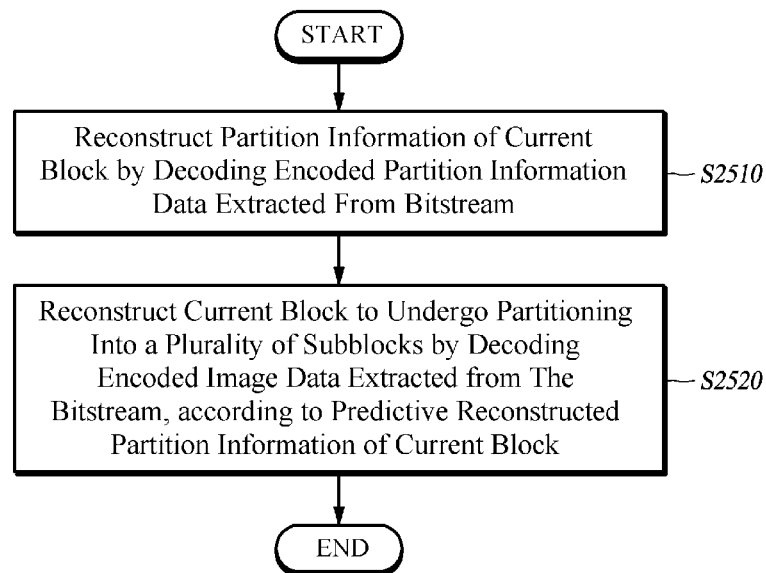 START
Reconstruct Partition Information of Current
Block by Decoding Encoded Partition Information
Data Extracted From Bitstream
S2510
Reconstruct Current Block to Undergo Partitioning
Into a Plurality of Subblocks by Decoding
Encoded Image Data Extracted from The
Bitstream, according to Predictive Reconstructed
Partition Information of Current Block
S2520
END